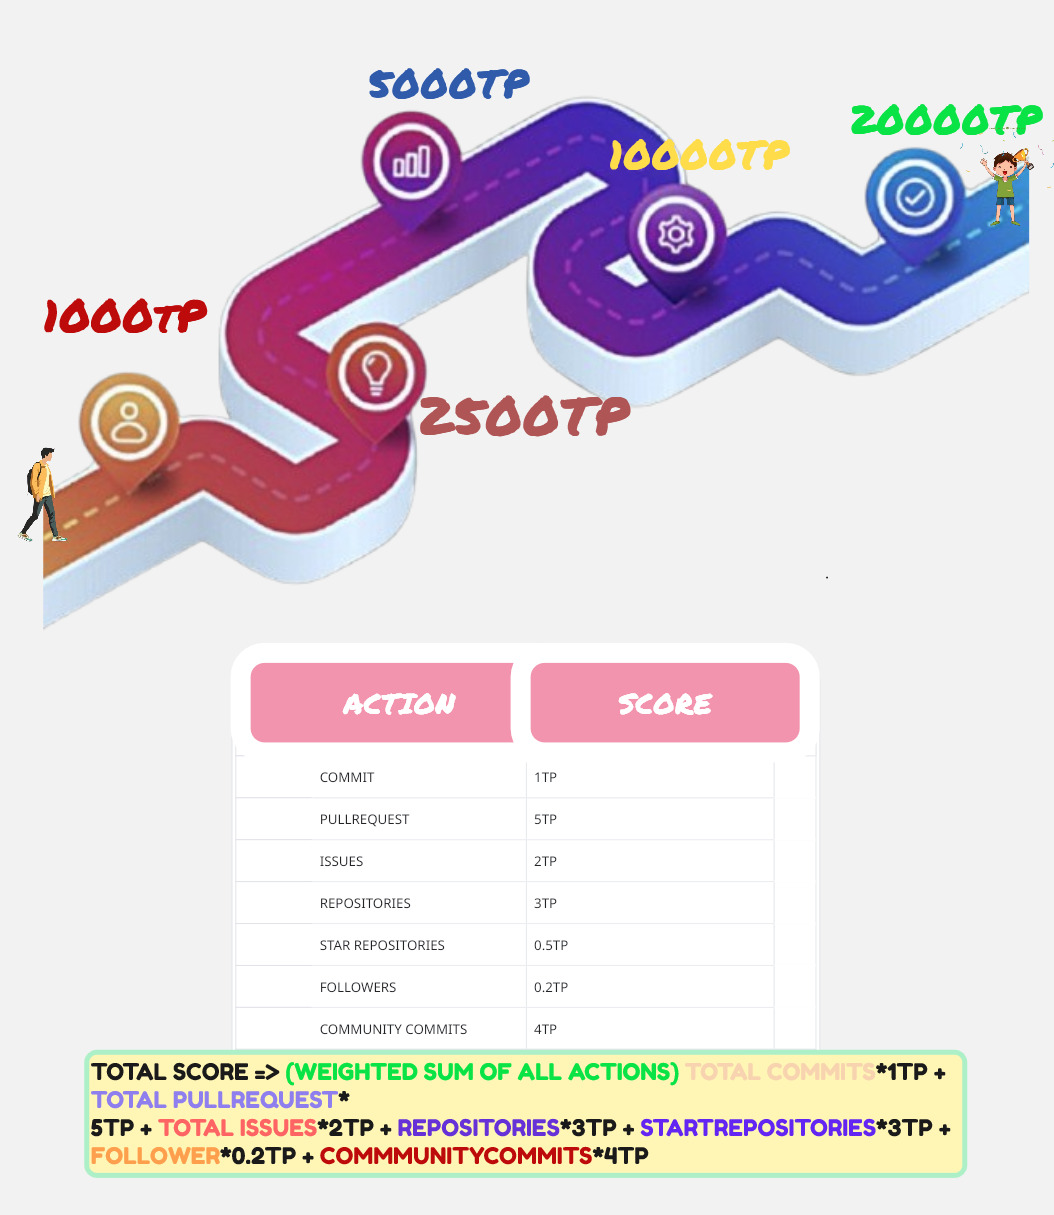 5000TP
20000TP
10000TP
1000TP
2500TP
ACTION SCORE
COMMIT 1TP
PULLREQUEST 5TP
ISSUES 2TP
REPOSITORIES 3TP
STAR REPOSITORIES 0.5TP
FOLLOWERS 0.2TP
COMMUNITY COMMITS 4TP
TOTAL SCORE => (WEIGHTED SUM OF ALL ACTIONS) TOTAL COMMITS*1TP +
TOTAL PULLREQUEST*
5TP + TOTAL ISSUES*2TP + REPOSITORIES*3TP + STARTREPOSITORIES*3TP +
FOLLOWER*0.2TP + COMMMUNITYCOMMITS*4TP